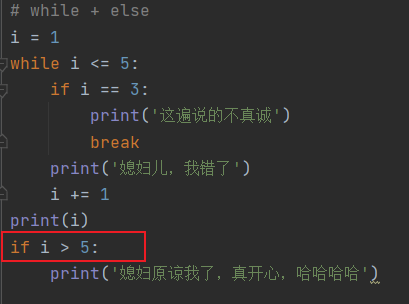 # while + else
i = 1
while i <= 5:
    if i == 3:
        print('这遍说的不真诚')
        break
    print('媳妇儿，我错了')
    i += 1
print(i)
if i > 5:
    print('媳妇原谅我了，真开心，哈哈哈哈')